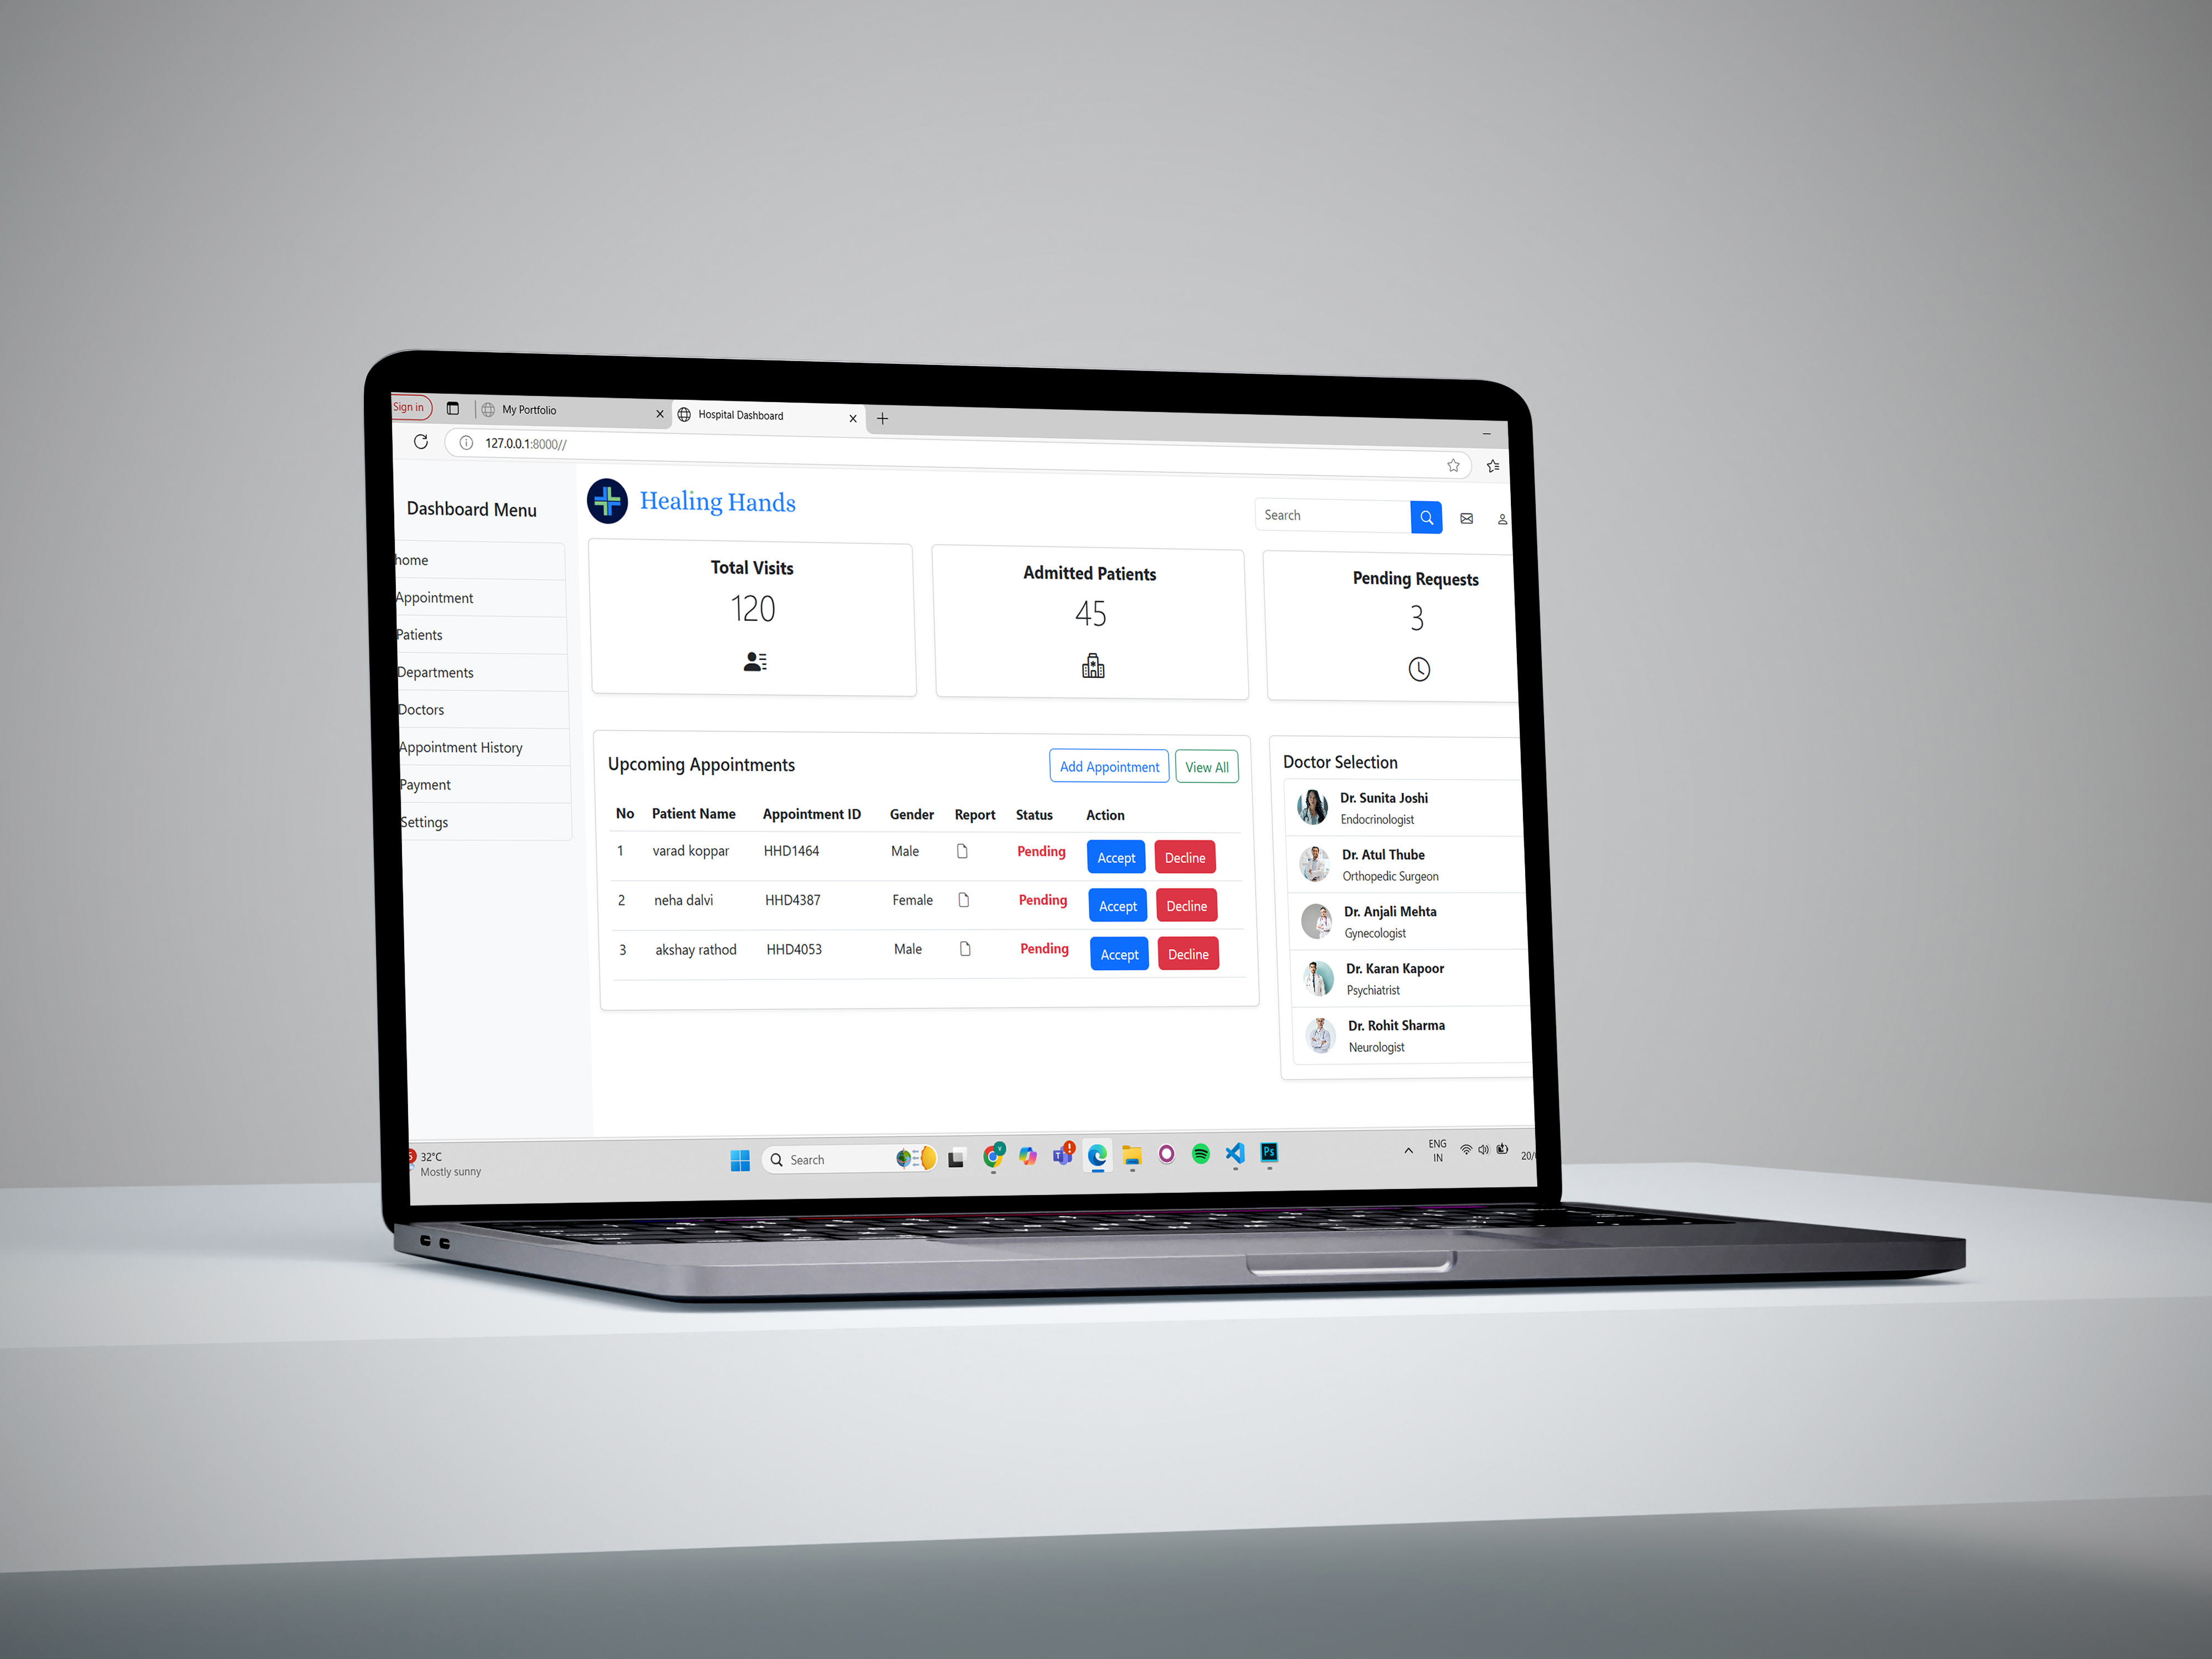 Sign in
My Portfolio
Hospital Dashboard
127.0.0.1:8000//
Dashboard Menu
home
Appointment
Patients
Departments
Doctors
Appointment History
Payment
Settings
Healing Hands
Search
Total Visits
120
Admitted Patients
45
Pending Requests
3
Upcoming Appointments
Add Appointment
View All
No Patient Name Appointment ID Gender Report Status Action
1 varad koppar HHD1464 Male Pending Accept Decline
2 neha dalvi HHD4387 Female Pending Accept Decline
3 akshay rathod HHD4053 Male Pending Accept Decline
Doctor Selection
Dr. Sunita Joshi
Endocrinologist
Dr. Atul Thube
Orthopedic Surgeon
Dr. Anjali Mehta
Gynecologist
Dr. Karan Kapoor
Psychiatrist
Dr. Rohit Sharma
Neurologist
32°C
Mostly sunny
Search
Ps
ENG
IN